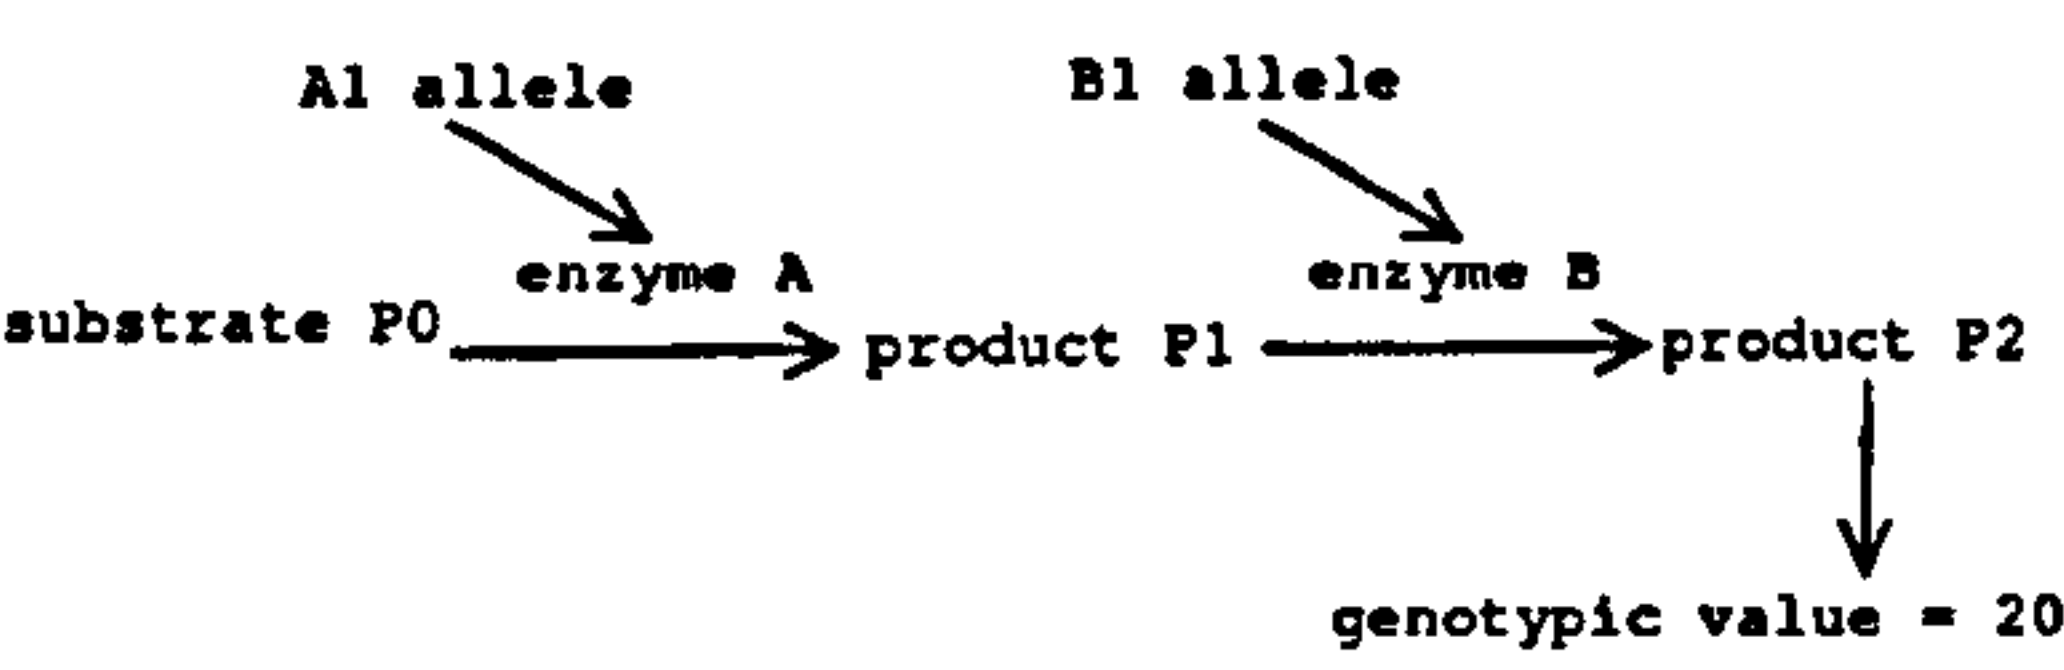 A1 allele
B1 allele
enzyme A
enzyme B
substrate P0
product P1
product P2
genotypic value = 20